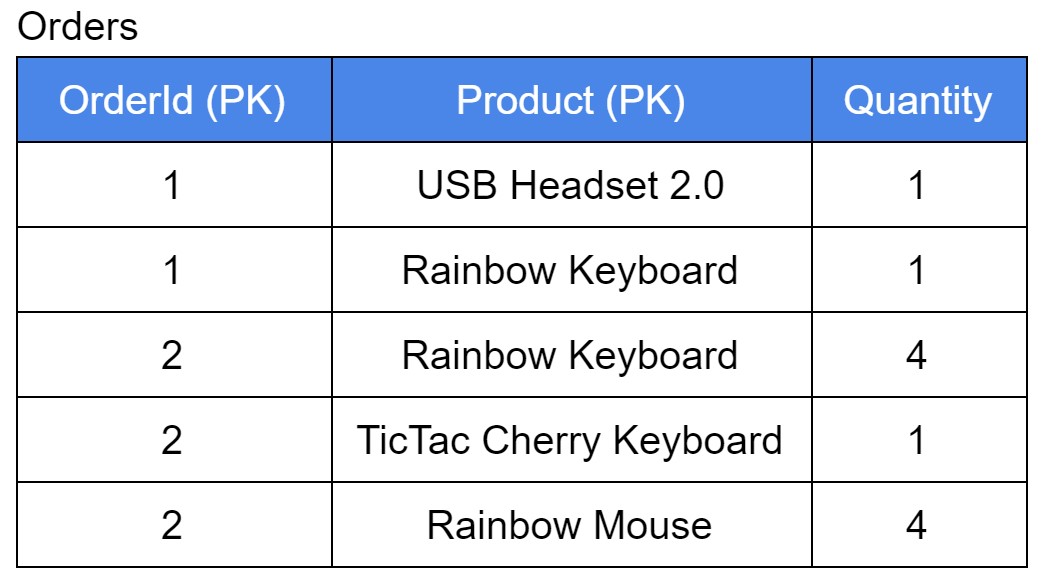 Orders
OrderId (PK) Product (PK) Quantity
1 USB Headset 2.0 1
1 Rainbow Keyboard 1
2 Rainbow Keyboard 4
2 TicTac Cherry Keyboard 1
2 Rainbow Mouse 4